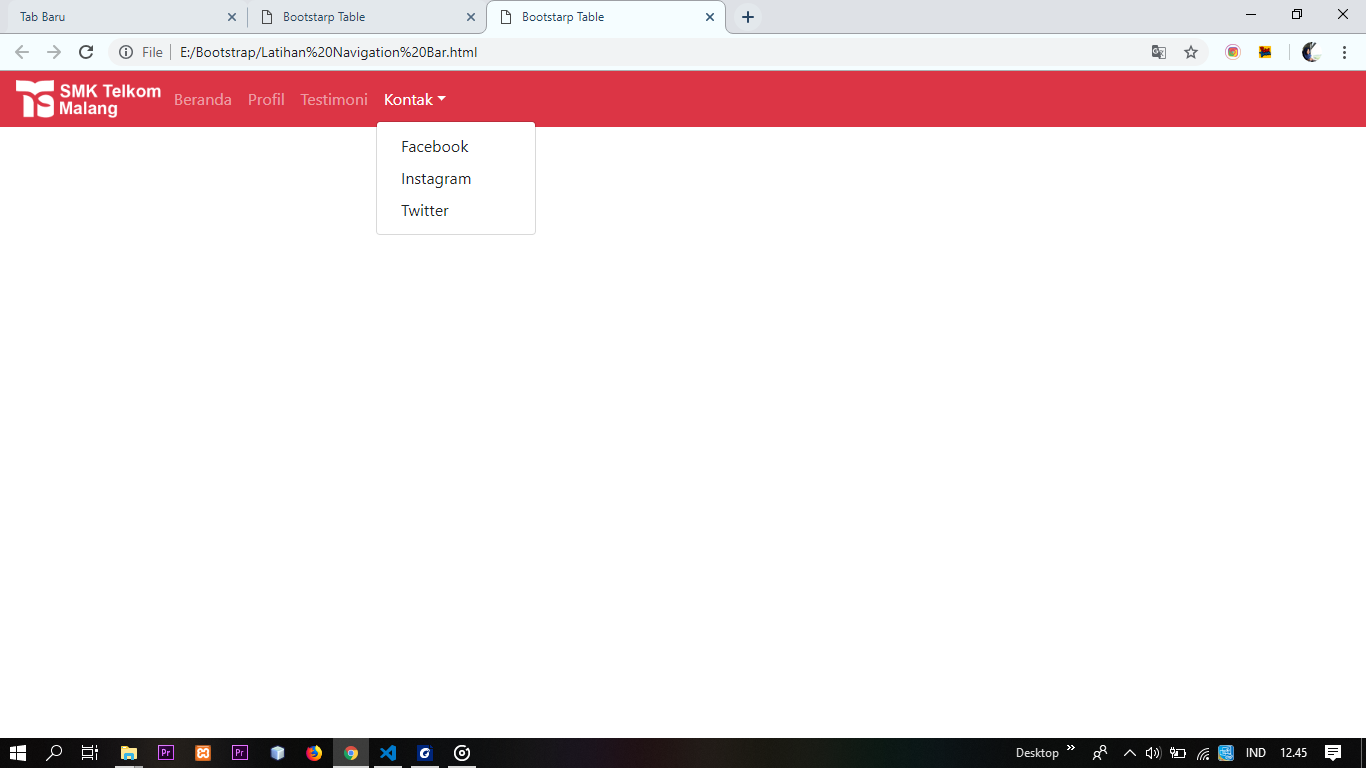 Tab Baru
Bootstarp Table
Bootstarp Table
File
E:/Bootstrap/Latihan%20Navigation%20Bar.html
SMK Telkom
Malang
Beranda Profil Testimoni Kontak
Facebook
Instagram
Twitter
Pr
Pr
Desktop
IND
12.45